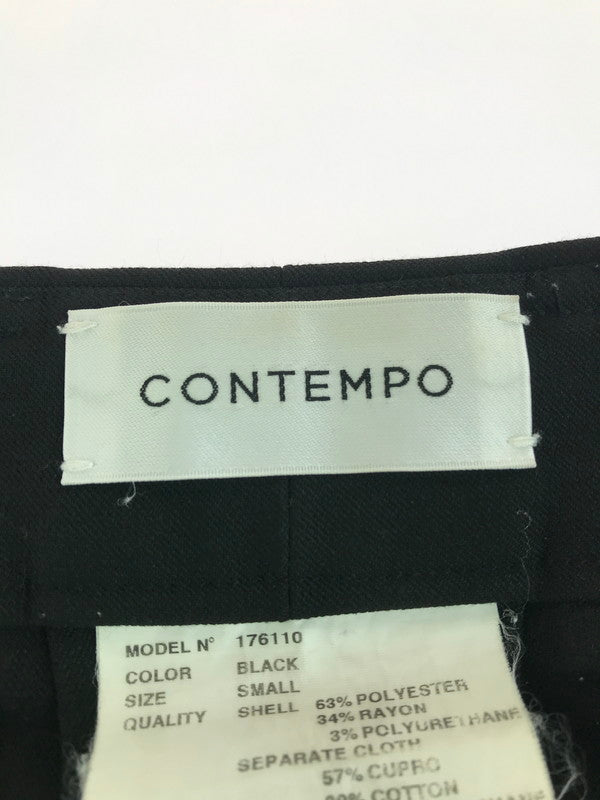 CONTEMPO
MODEL N° 176110
COLOR BLACK
SIZE SMALL
QUALITY SHELL 63% POLYESTER
34% RAYON
3% POLYURETHANE
SEPARATE CLOTH
57% CUPRO
COTTON